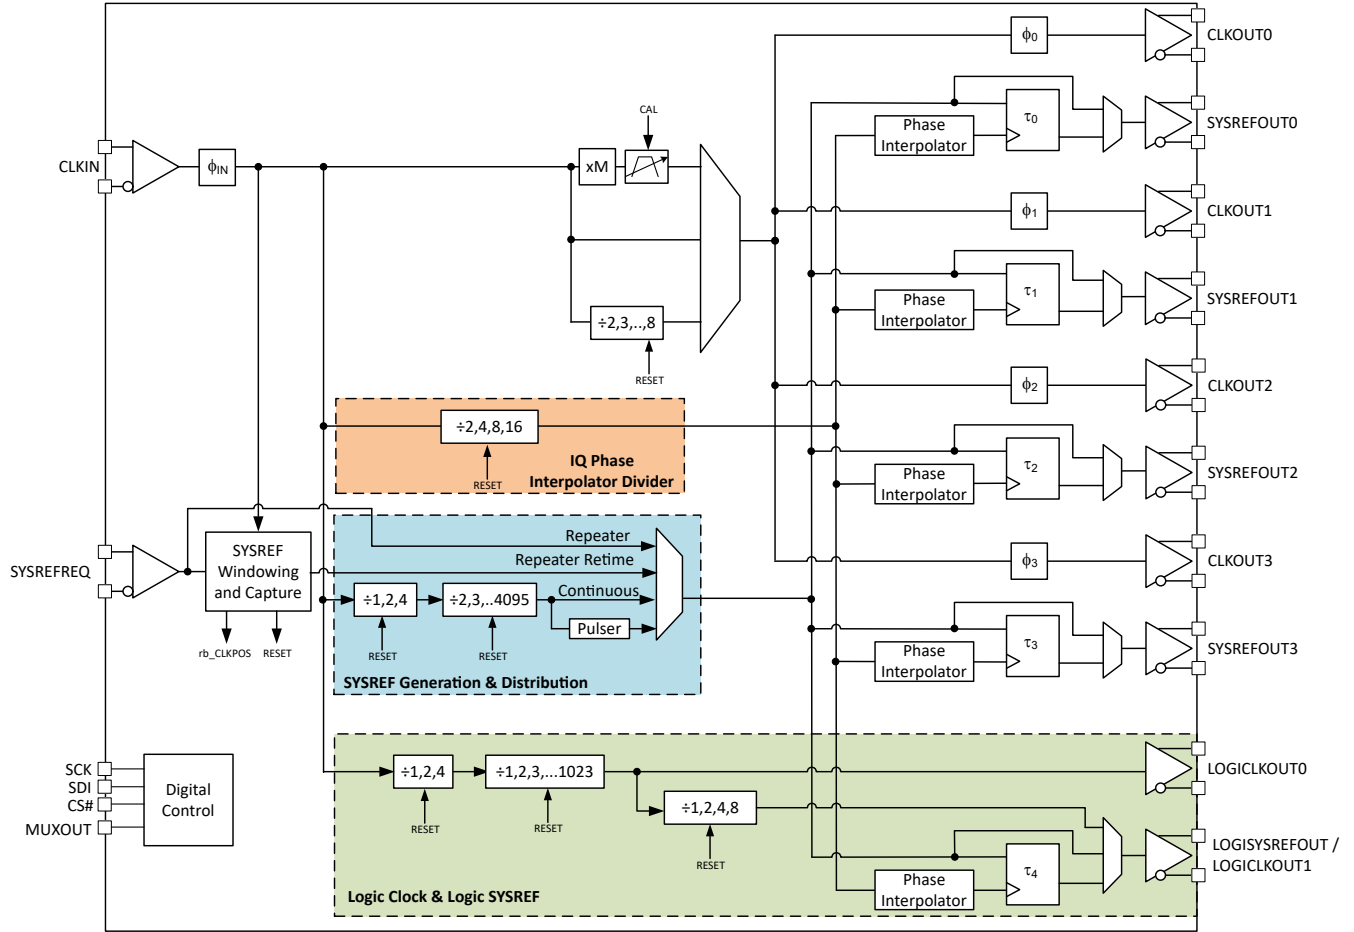 ϕ0
CLKOUT0
CAL
Phase
Interpolator
τ0
SYSREFOUT0
CLKIN
ϕIN
xM
ϕ1
CLKOUT1
Phase
Interpolator
τ1
SYSREFOUT1
÷2,3,..,8
RESET
ϕ2
CLKOUT2
÷2,4,8,16
RESET
IQ Phase
Interpolator Divider
Phase
Interpolator
τ2
SYSREFOUT2
SYSREFREQ
SYSREF
Windowing
and Capture
rb_CLKPOS
RESET
Repeater
Repeater Retime
Continuous
÷1,2,4
÷2,3,..4095
Pulser
RESET
RESET
SYSREF Generation & Distribution
ϕ3
CLKOUT3
Phase
Interpolator
τ3
SYSREFOUT3
SCK
SDI
CS#
MUXOUT
Digital
Control
÷1,2,4
÷1,2,3,...1023
LOGICLKOUT0
RESET
RESET
÷1,2,4,8
RESET
Phase
Interpolator
τ4
LOGISYSREFOUT /
LOGICLKOUT1
Logic Clock & Logic SYSREF